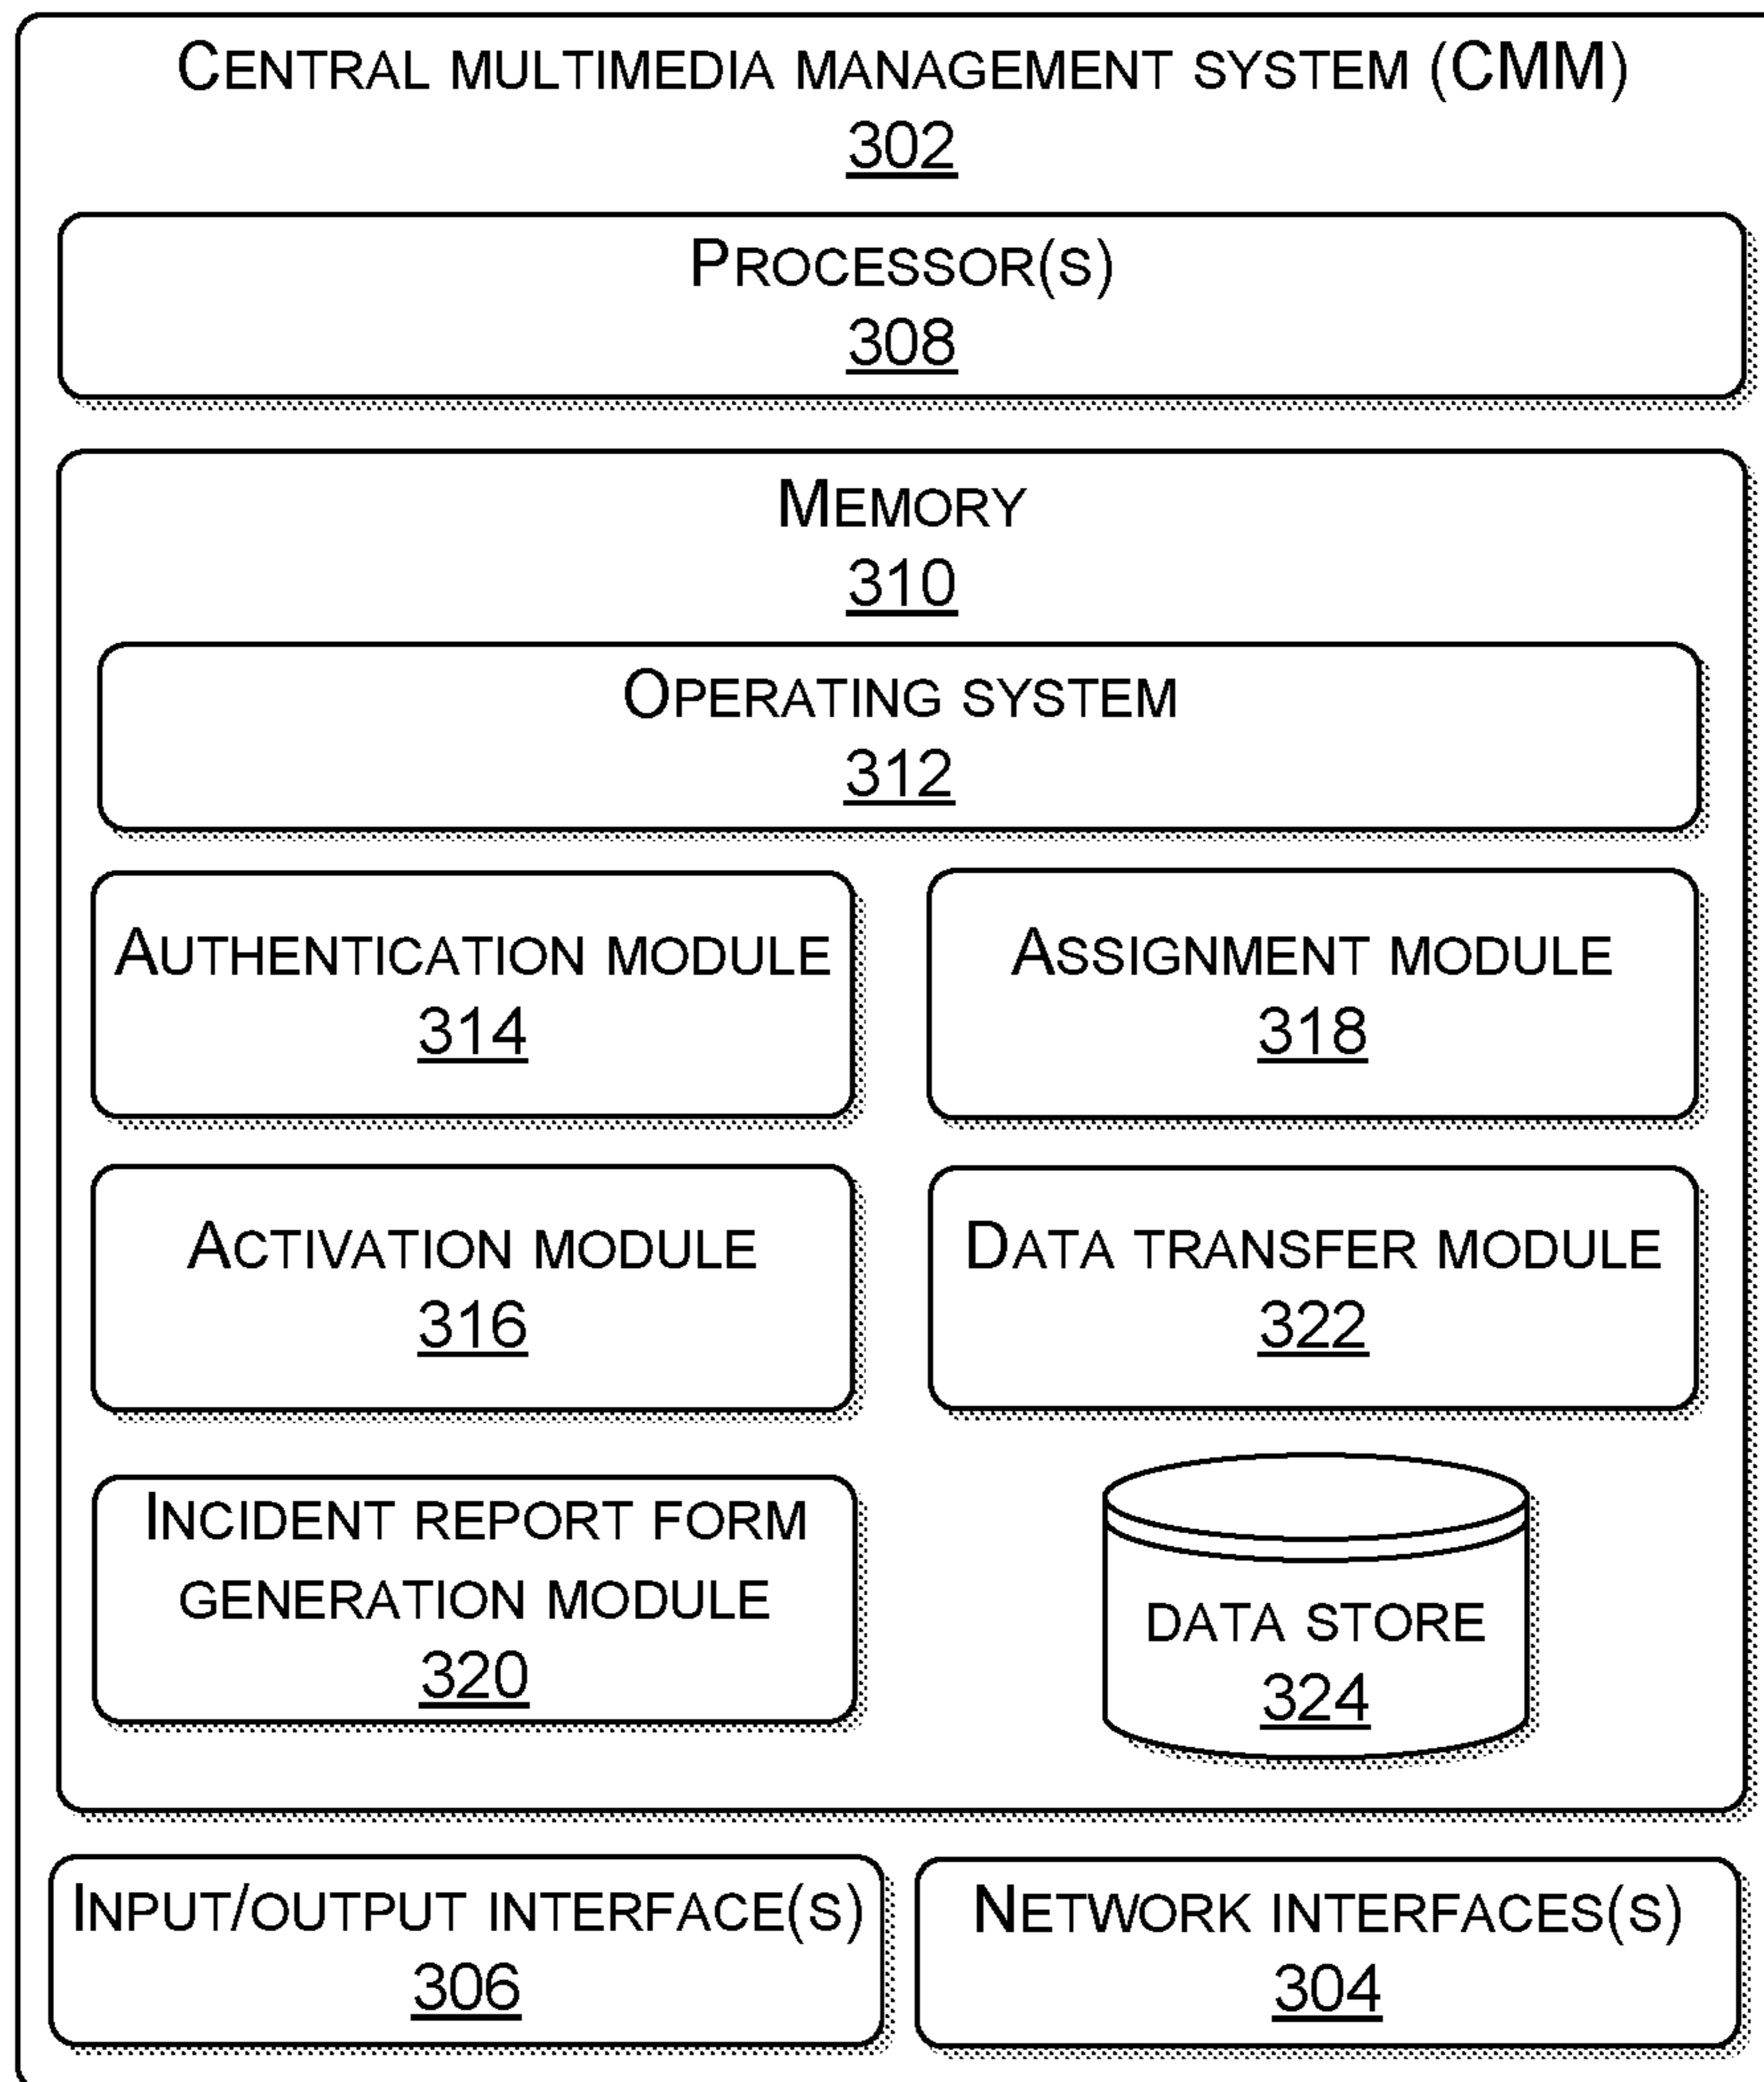 CENTRAL MULTIMEDIA MANAGEMENT SYSTEM (CMM)
302
PROCESSOR(S)
308
MEMORY
310
OPERATING SYSTEM
312
AUTHENTICATION MODULE
314
ASSIGNMENT MODULE
318
ACTIVATION MODULE
316
DATA TRANSFER MODULE
322
INCIDENT REPORT FORM
GENERATION MODULE
320
DATA STORE
324
INPUT/OUTPUT INTERFACE(S)
306
NETWORK INTERFACES(S)
304